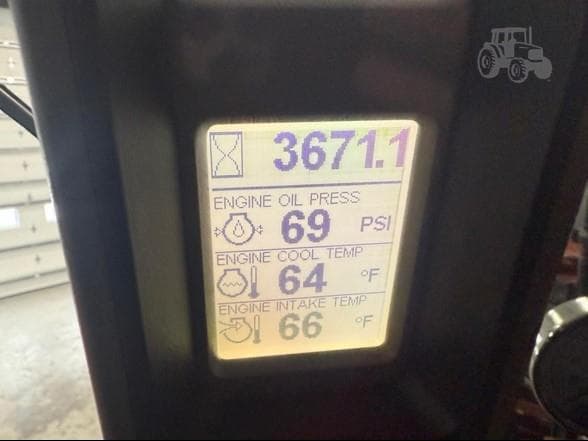 3671.1
ENGINE OIL PRESS
69 PSI
ENGINE COOL TEMP
64 °F
ENGINE INTAKE TEMP
66 °F